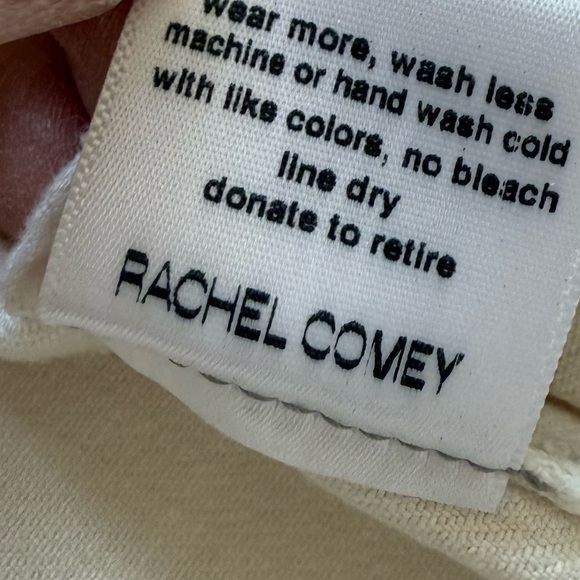 wear more, wash less
machine or hand wash cold
with like colors, no bleach
line dry
donate to retire
RACHEL COMEY